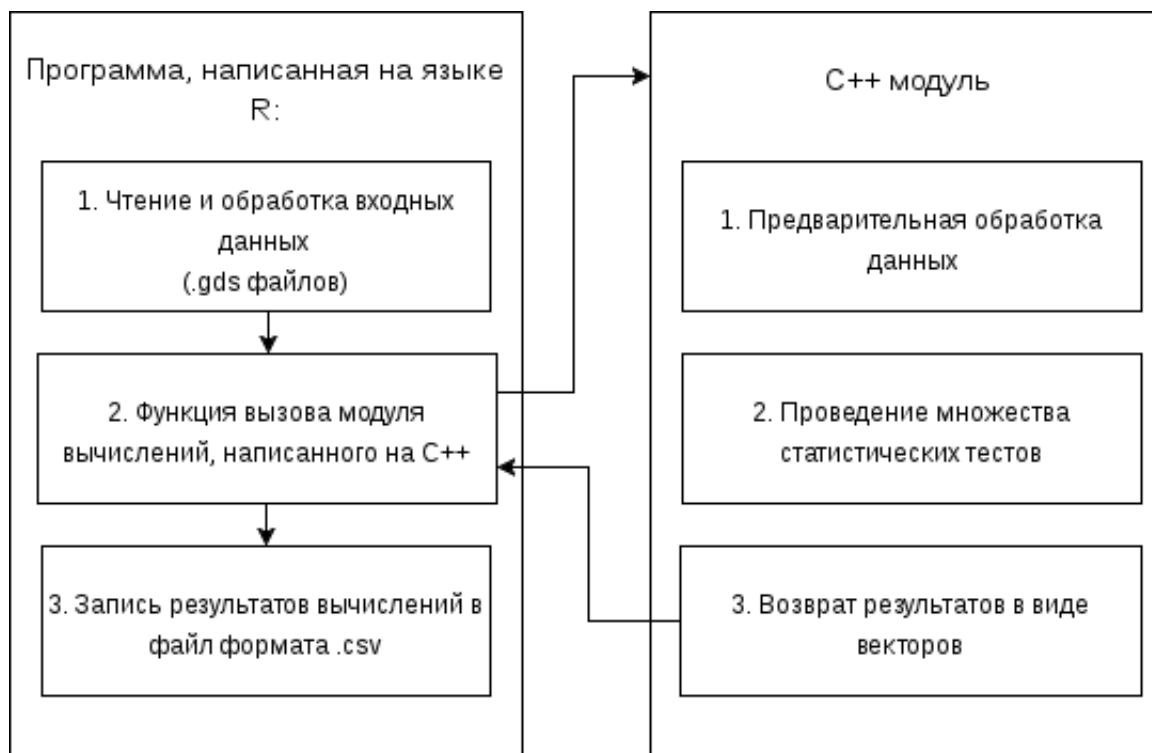 Программа, написанная на языке
R:
1. Чтение и обработка входных
данных
(.gds файлов)
2. Функция вызова модуля
вычислений, написанного на C++
3. Запись результатов вычислений в
файл формата .csv
C++ модуль
1. Предварительная обработка
данных
2. Проведение множества
статистических тестов
3. Возврат результатов в виде
векторов